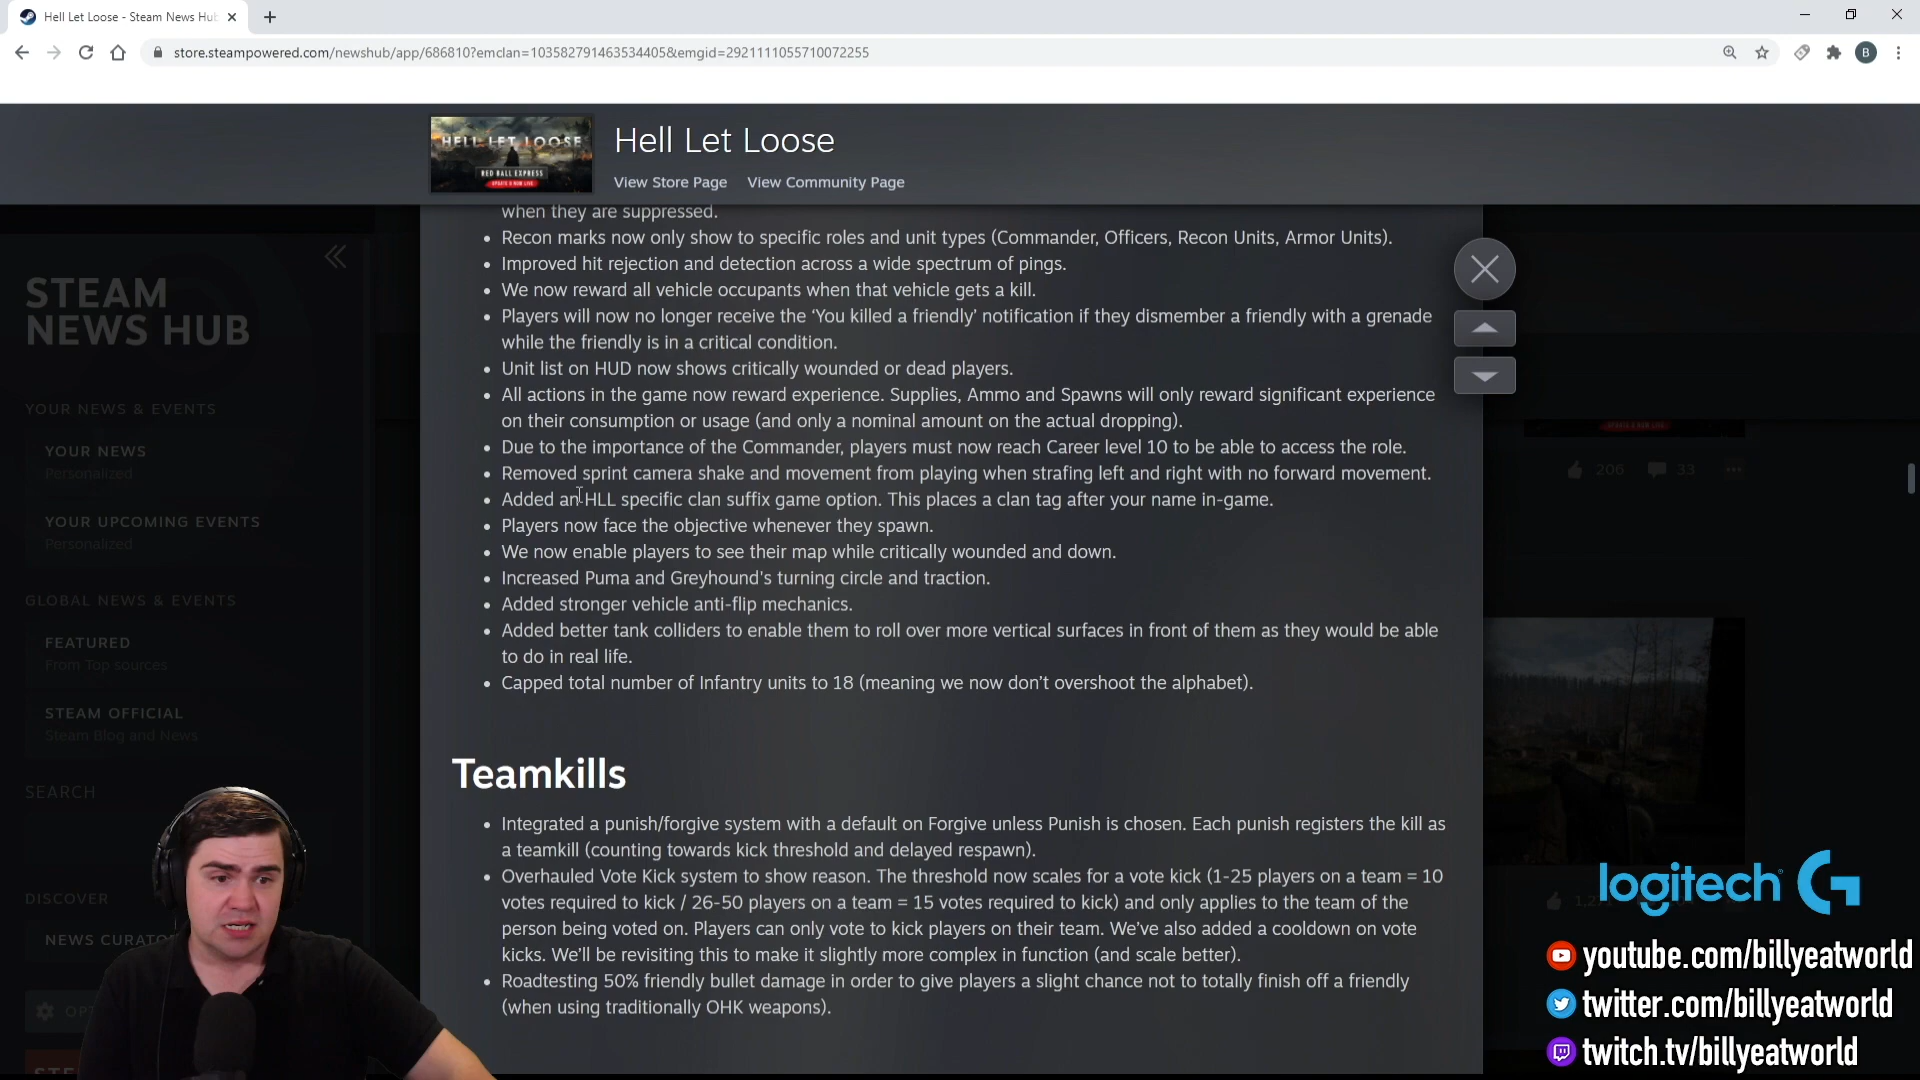 Hell Let Loose - Steam News Hub
store.steampowered.com/newshub/app/686810?emclan=103582791463534405&emgid=2921111055710072255
B
HELL LET LOOSE
RED BALL EXPRESS
UPDATE 9 NOW LIVE
Hell Let Loose
View Store Page View Community Page
when they are suppressed.
• Recon marks now only show to specific roles and unit types (Commander, Officers, Recon Units, Armor Units).
• Improved hit rejection and detection across a wide spectrum of pings.
• We now reward all vehicle occupants when that vehicle gets a kill.
• Players will now no longer receive the ‘You killed a friendly’ notification if they dismember a friendly with a grenade
while the friendly is in a critical condition.
• Unit list on HUD now shows critically wounded or dead players.
• All actions in the game now reward experience. Supplies, Ammo and Spawns will only reward significant experience
on their consumption or usage (and only a nominal amount on the actual dropping).
• Due to the importance of the Commander, players must now reach Career level 10 to be able to access the role.
• Removed sprint camera shake and movement from playing when strafing left and right with no forward movement.
• Added an HLL specific clan suffix game option. This places a clan tag after your name in-game.
• Players now face the objective whenever they spawn.
• We now enable players to see their map while critically wounded and down.
• Increased Puma and Greyhound's turning circle and traction.
• Added stronger vehicle anti-flip mechanics.
• Added better tank colliders to enable them to roll over more vertical surfaces in front of them as they would be able
to do in real life.
• Capped total number of Infantry units to 18 (meaning we now don’t overshoot the alphabet).
Teamkills
• Integrated a punish/forgive system with a default on Forgive unless Punish is chosen. Each punish registers the kill as
a teamkill (counting towards kick threshold and delayed respawn).
• Overhauled Vote Kick system to show reason. The threshold now scales for a vote kick (1-25 players on a team = 10
votes required to kick / 26-50 players on a team = 15 votes required to kick) and only applies to the team of the
person being voted on. Players can only vote to kick players on their team. We’ve also added a cooldown on vote
kicks. We’ll be revisiting this to make it slightly more complex in function (and scale better).
• Roadtesting 50% friendly bullet damage in order to give players a slight chance not to totally finish off a friendly
(when using traditionally OHK weapons).
STEAM
NEWS HUB
YOUR NEWS & EVENTS
YOUR NEWS
Personalized
YOUR UPCOMING EVENTS
Personalized
GLOBAL NEWS & EVENTS
FEATURED
From Top sources
STEAM OFFICIAL
Steam Blog and News
SEARCH
DISCOVER
NEWS CURATO
OPT
STE
206 33
logitech G
youtube.com/billyeatworld
twitter.com/billyeatworld
twitch.tv/billyeatworld